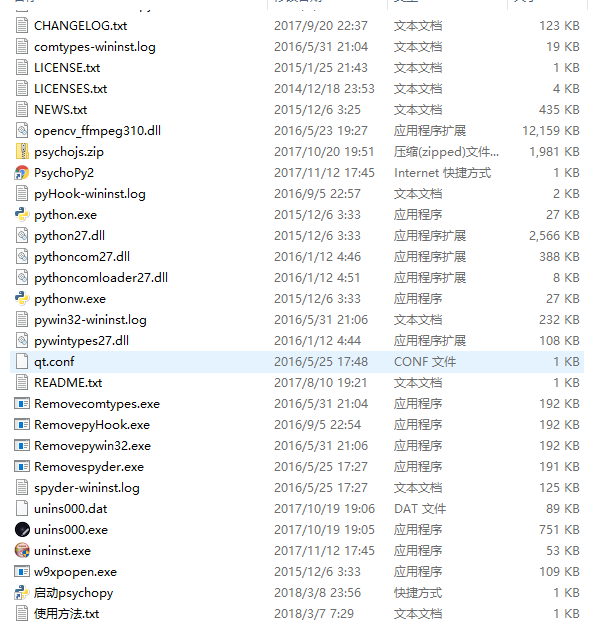 CHANGELOG.txt 2017/9/20 22:37 文本文档 123 KB
comtypes-wininst.log 2016/5/31 21:04 文本文档 19 KB
LICENSE.txt 2015/1/25 21:43 文本文档 1 KB
LICENSES.txt 2014/12/18 23:53 文本文档 4 KB
NEWS.txt 2015/12/6 3:25 文本文档 435 KB
opencv_ffmpeg310.dll 2016/5/23 19:27 应用程序扩展 12,159 KB
psychojs.zip 2017/10/20 19:51 压缩(zipped)文件... 1,981 KB
PsychoPy2 2017/11/12 17:45 Internet 快捷方式 1 KB
pyHook-wininst.log 2016/9/5 22:57 文本文档 2 KB
python.exe 2015/12/6 3:33 应用程序 27 KB
python27.dll 2015/12/6 3:33 应用程序扩展 2,566 KB
pythoncom27.dll 2016/1/12 4:46 应用程序扩展 388 KB
pythoncomloader27.dll 2016/1/12 4:51 应用程序扩展 8 KB
pythonw.exe 2015/12/6 3:33 应用程序 27 KB
pywin32-wininst.log 2016/5/31 21:06 文本文档 232 KB
pywintypes27.dll 2016/1/12 4:44 应用程序扩展 108 KB
qt.conf 2016/5/25 17:48 CONF 文件 1 KB
README.txt 2017/8/10 19:21 文本文档 1 KB
Removecomtypes.exe 2016/5/31 21:04 应用程序 192 KB
RemovepyHook.exe 2016/9/5 22:54 应用程序 192 KB
Removepywin32.exe 2016/5/31 21:06 应用程序 192 KB
Removespyder.exe 2016/5/25 17:27 应用程序 191 KB
spyder-wininst.log 2016/5/25 17:27 文本文档 125 KB
unins000.dat 2017/10/19 19:06 DAT 文件 89 KB
unins000.exe 2017/10/19 19:05 应用程序 751 KB
uninst.exe 2017/11/12 17:45 应用程序 53 KB
w9xpopen.exe 2015/12/6 3:33 应用程序 109 KB
启动psychopy 2018/3/8 23:56 快捷方式 1 KB
使用方法.txt 2018/3/7 7:29 文本文档 1 KB